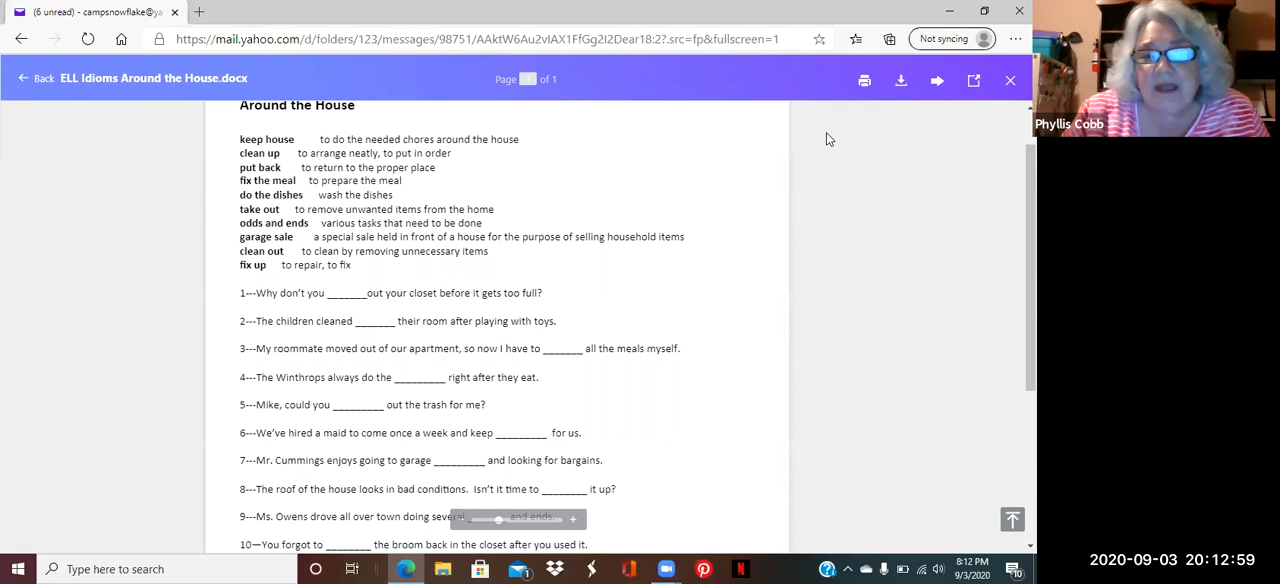 (6 unread) - campsnowflake@ya
https://mail.yahoo.com/d/folders/123/messages/98751/AAktW6Au2vIAX1FfGg2I2Dear18:2?.src=fp&fullscreen=1
Not syncing
Back ELL Idioms Around the House.docx
Page 1 of 1
Phyllis Cobb
Around the House
keep house to do the needed chores around the house
clean up to arrange neatly, to put in order
put back to return to the proper place
fix the meal to prepare the meal
do the dishes wash the dishes
take out to remove unwanted items from the home
odds and ends various tasks that need to be done
garage sale a special sale held in front of a house for the purpose of selling household items
clean out to clean by removing unnecessary items
fix up to repair, to fix
1---Why don't you _______out your closet before it gets too full?
2---The children cleaned _______ their room after playing with toys.
3---My roommate moved out of our apartment, so now I have to _______ all the meals myself.
4---The Winthrops always do the _________ right after they eat.
5---Mike, could you _________ out the trash for me?
6---We've hired a maid to come once a week and keep _________ for us.
7---Mr. Cummings enjoys going to garage _________ and looking for bargains.
8---The roof of the house looks in bad conditions. Isn't it time to ________ it up?
9---Ms. Owens drove all over town doing several _______ and ends.
10—You forgot to ________ the broom back in the closet after you used it.
Type here to search
1
8:12 PM
9/3/2020
10
2020-09-03 20:12:59